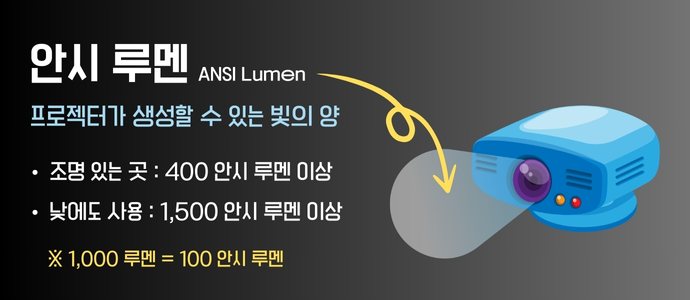 안시 루멘 ANSI Lumen
프로젝터가 생성할 수 있는 빛의 양
• 조명 있는 곳 : 400 안시 루멘 이상
• 낮에도 사용 : 1,500 안시 루멘 이상
※ 1,000 루멘 = 100 안시 루멘